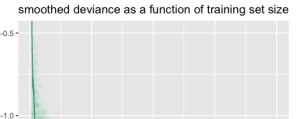 smoothed deviance as a function of training set size
-0.5
-1.0